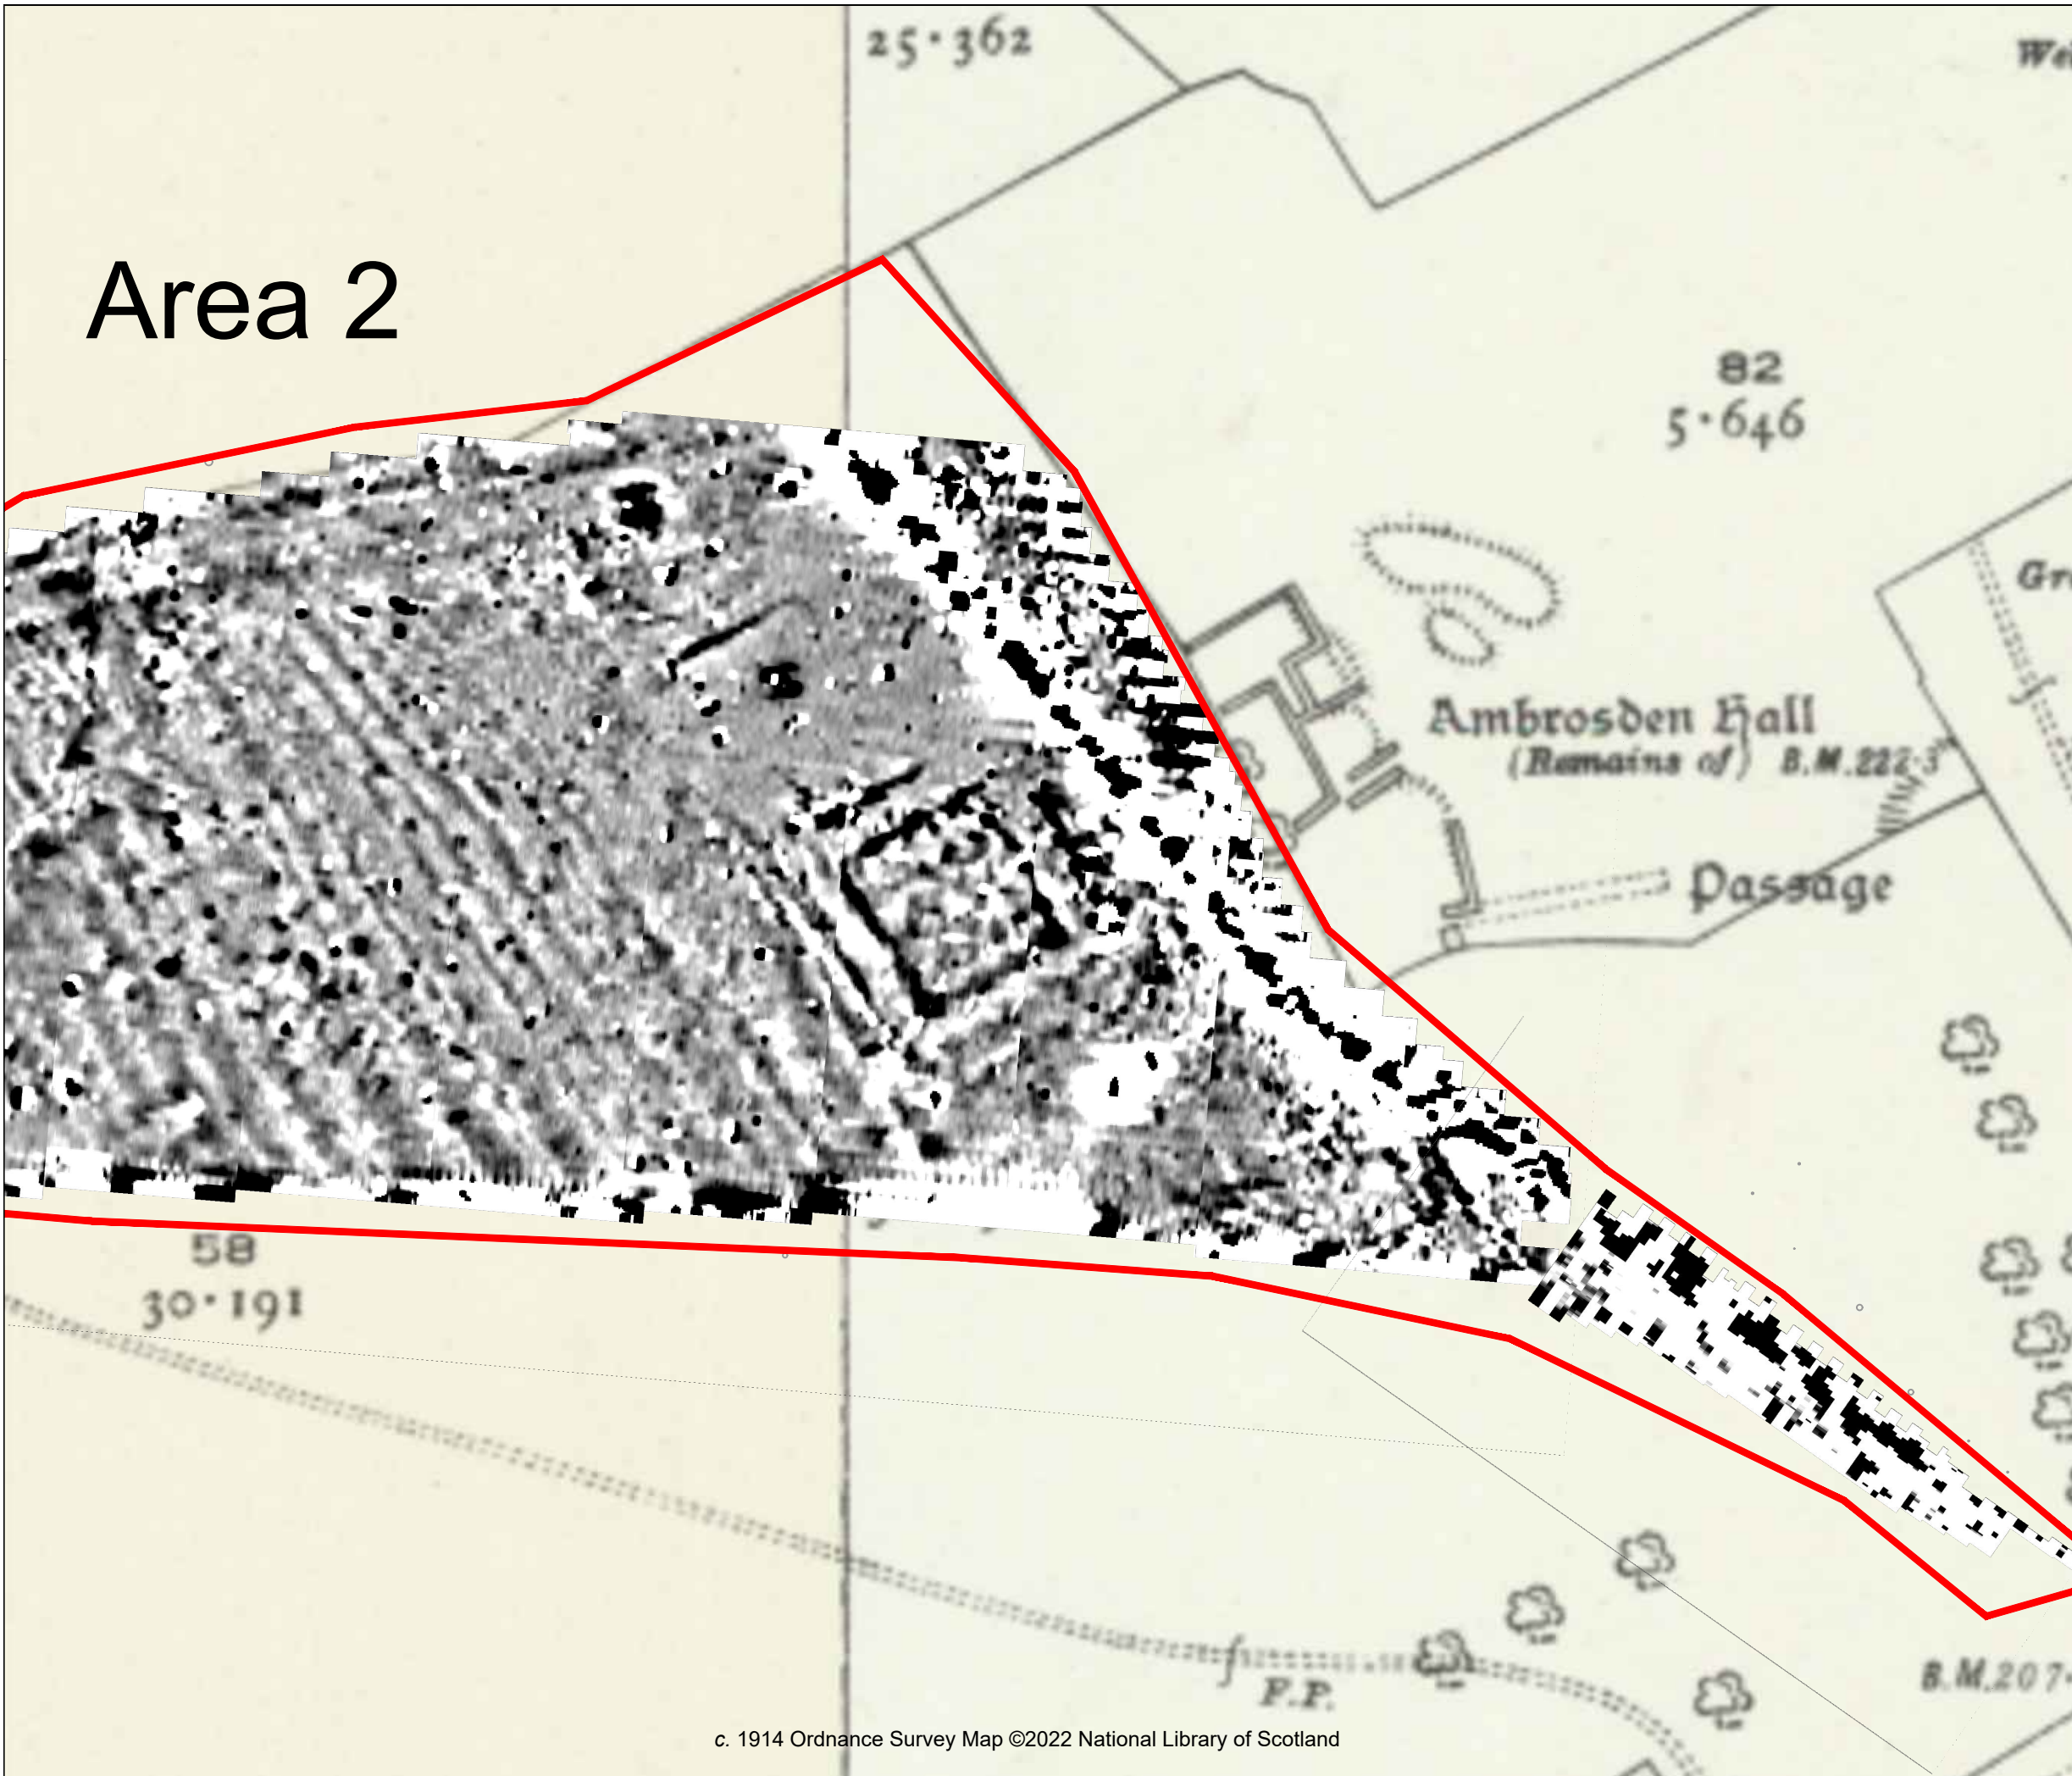 25·362
Area 2
82
5·646
Ambrosden Hall
(Remains of) B.M.222·3
Passage
58
30·191
F.P.
B.M.207·
c. 1914 Ordnance Survey Map ©2022 National Library of Scotland